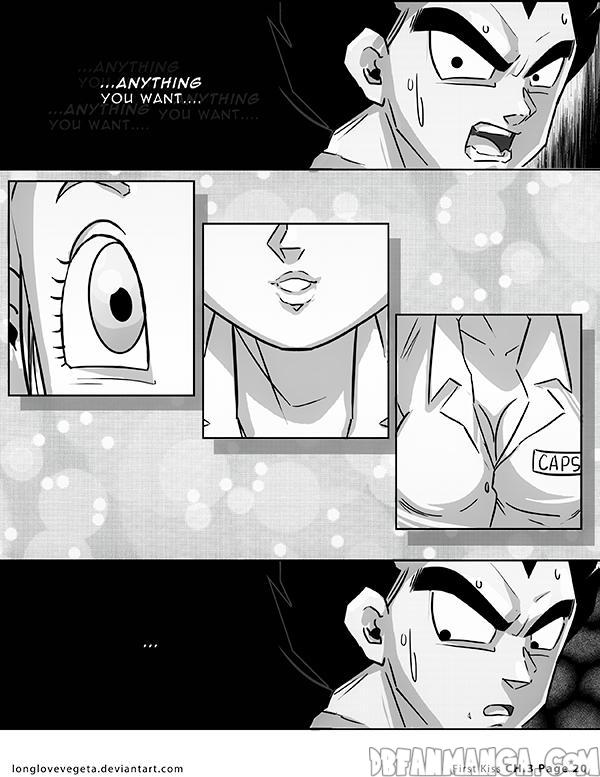 ...ANYTHING
YOU
...ANYTHING
YOU WANT....
...ANYTHING
YOU WANT....
ANYTHING
YOU WANT....
CAPS
...
longlovevegeta.deviantart.com
First Kiss CH.3 Page 20
DBFANMANGA.COM